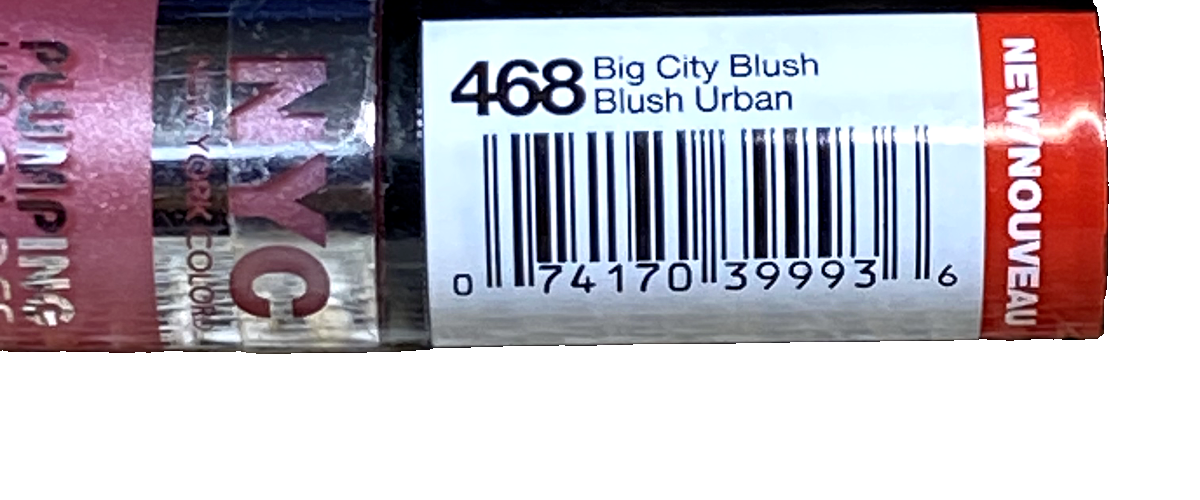 PLUMPING
NYC
NEW YORK COLOR
468 Big City Blush
Blush Urban
0 74170 39993 6
NEW/NOUVEAU